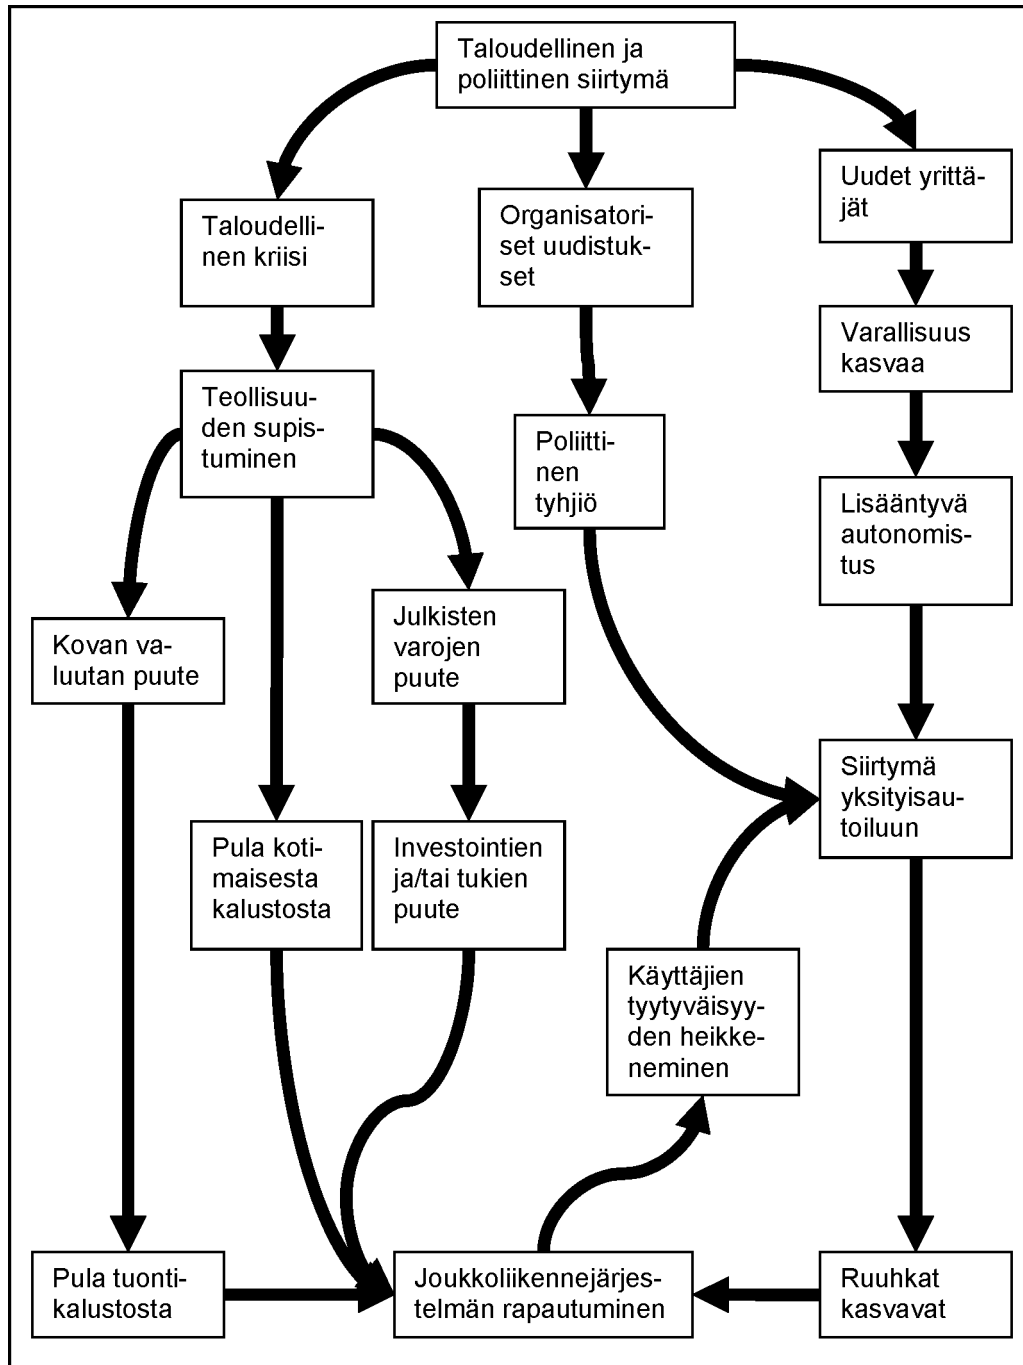 Taloudellinen ja
poliittinen siirtymä
Uudet yrittä-
jät
Taloudelli-
nen kriisi
Organisatori-
set uudistuk-
set
Varallisuus
kasvaa
Teollisuu-
den supis-
tuminen
Poliitti-
nen
tyhjiö
Lisääntyvä
autonomis-
tus
Kovan va-
luutan puute
Julkisten
varojen
puute
Siirtymä
yksityisau-
toiluun
Pula koti-
maisesta
kalustosta
Investointien
ja/tai tukien
puute
Käyttäjien
tyytyväisyy-
den heikke-
neminen
Pula tuonti-
kalustosta
Joukkoliikennejärjes-
telmän rapautuminen
Ruuhkat
kasvavat